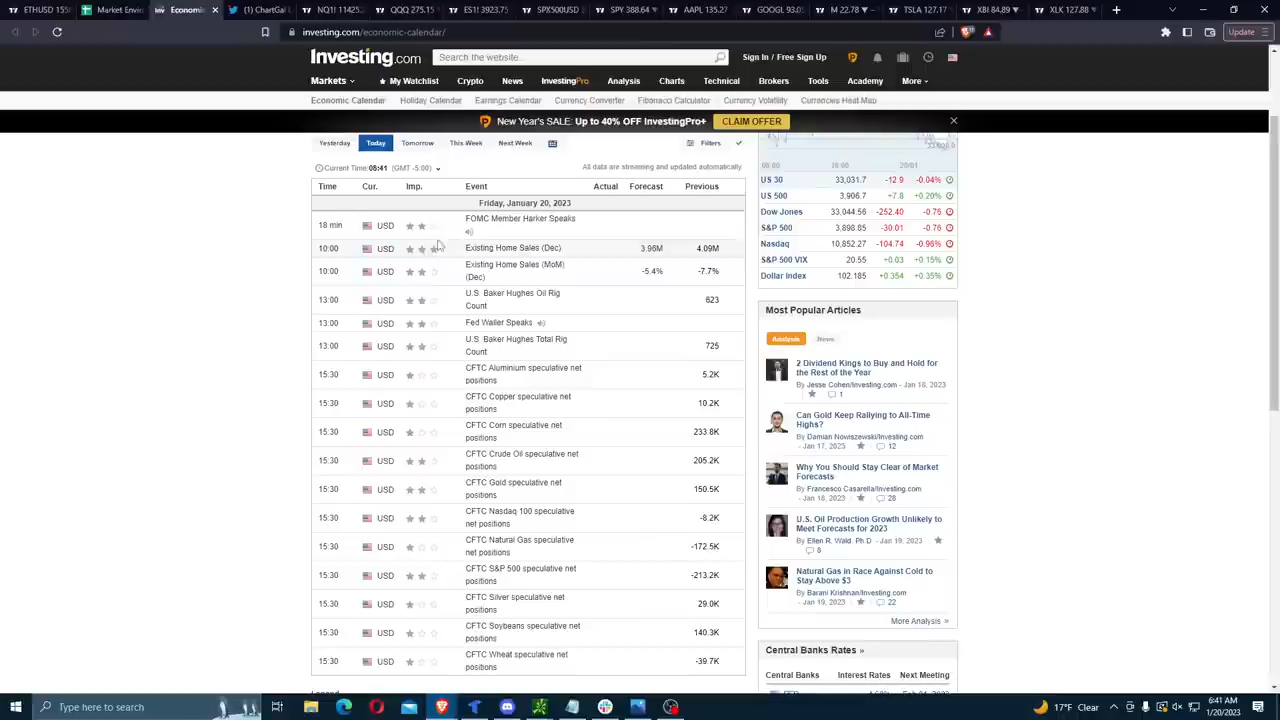 ETHUSD 155
Market Envi
Economic
ChartGal
NQ1! 1142
QQQ 275.15
ES1! 3923.75
SPX500USD
SPY 388.64
AAPL 135.27
GOOGL 95.
M 22.78
TSLA 127.17
XBI 84.89
XLK 127.88
investing.com/economic-calendar/
Update
Investing.com
Search the website...
Sign In / Free Sign Up
Markets
My Watchlist
Crypto
Earnings
InvestingPro
Analysis
Charts
Technical
Brokers
Tools
Academy
More
Economic Calendar
Holiday Calendar
Earnings Calendar
Currency Converter
Fibonacci Calculator
Currency Volatility
Currencies Heat Map
New Year's SALE: Up to 40% OFF InvestingPro+
CLAIM OFFER
Yesterday
Today
Tomorrow
This Week
Next Week
Filters
Current Time:08:41 (GMT -5:00)
All data are streaming and updated automatically.
Time Cur. Imp. Event Actual Forecast Previous
Friday, January 20, 2023
18 min USD FOMC Member Harker Speaks
10:00 USD Existing Home Sales (Dec) 3.96M 4.09M
10:00 USD Existing Home Sales (MoM)
(Dec) -5.4% -7.7%
13:00 USD U.S. Baker Hughes Oil Rig
Count 623
13:00 USD Fed Waller Speaks
13:00 USD U.S. Baker Hughes Total Rig
Count 725
15:30 USD CFTC Aluminium speculative net
positions 5.2K
15:30 USD CFTC Copper speculative net
positions 10.2K
15:30 USD CFTC Corn speculative net
positions 233.8K
15:30 USD CFTC Crude Oil speculative net
positions 205.2K
15:30 USD CFTC Gold speculative net
positions 150.5K
15:30 USD CFTC Nasdaq 100 speculative
net positions -8.2K
15:30 USD CFTC Natural Gas speculative
net positions -172.5K
15:30 USD CFTC S&P 500 speculative net
positions -213.2K
15:30 USD CFTC Silver speculative net
positions 29.0K
15:30 USD CFTC Soybeans speculative net
positions 140.3K
15:30 USD CFTC Wheat speculative net
positions -39.7K
16:00 20/01
US 30 33,031.7 -12.9 -0.04%
US 500 3,906.7 +7.8 +0.20%
Dow Jones 33,044.56 -252.40 -0.76
S&P 500 3,898.85 -30.01 -0.76
Nasdaq 10,852.27 -104.74 -0.96%
S&P 500 VIX 20.55 +0.03 +0.15%
Dollar Index 102.185 +0.354 +0.35%
Most Popular Articles
Analysis
News
2 Dividend Kings to Buy and Hold for
the Rest of the Year
By Jesse Cohen/Investing.com - Jan 18, 2023
1
Can Gold Keep Rallying to All-Time
Highs?
By Damian Nowiszewski/Investing.com
- Jan 17, 2023 12
Why You Should Stay Clear of Market
Forecasts
By Francesco Casarella/Investing.com
- Jan 18, 2023 28
U.S. Oil Production Growth Unlikely to
Meet Forecasts for 2023
By Ellen R. Wald, Ph.D - Jan 19, 2023
8
Natural Gas in Race Against Cold to
Stay Above $3
By Barani Krishnan/Investing.com
- Jan 19, 2023 22
More Analysis »
Central Banks Rates »
Central Banks Interest Rates Next Meeting
Type here to search
17°F Clear
6:41 AM
1/20/2023